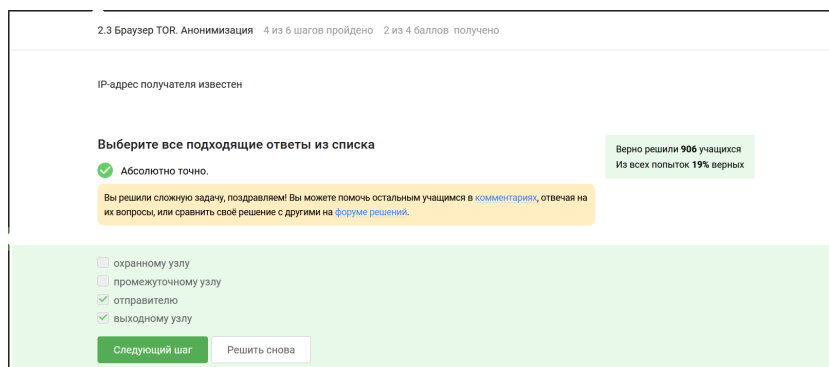 2.3 Браузер TOR. Анонимизация 4 из 6 шагов пройдено 2 из 4 баллов получено
IP-адрес получателя известен
Выберите все подходящие ответы из списка
Верно решили 906 учащихся
Из всех попыток 19% верных
Абсолютно точно.
Вы решили сложную задачу, поздравляем! Вы можете помочь остальным учащимся в комментариях, отвечая на
их вопросы, или сравнить своё решение с другими на форуме решений.
охранному узлу
промежуточному узлу
отправителю
выходному узлу
Следующий шаг Решить снова